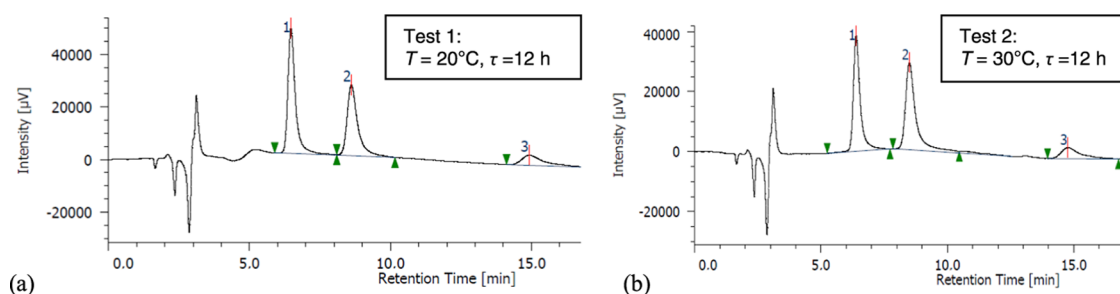 Test 1:
T = 20°C, τ =12 h
1
2
3
40000
20000
0
-20000
Intensity [µV]
0.0 5.0 10.0 15.0
Retention Time [min]
(a)
Test 2:
T = 30°C, τ =12 h
1
2
3
40000
20000
0
-20000
Intensity [µV]
0.0 5.0 10.0 15.0
Retention Time [min]
(b)